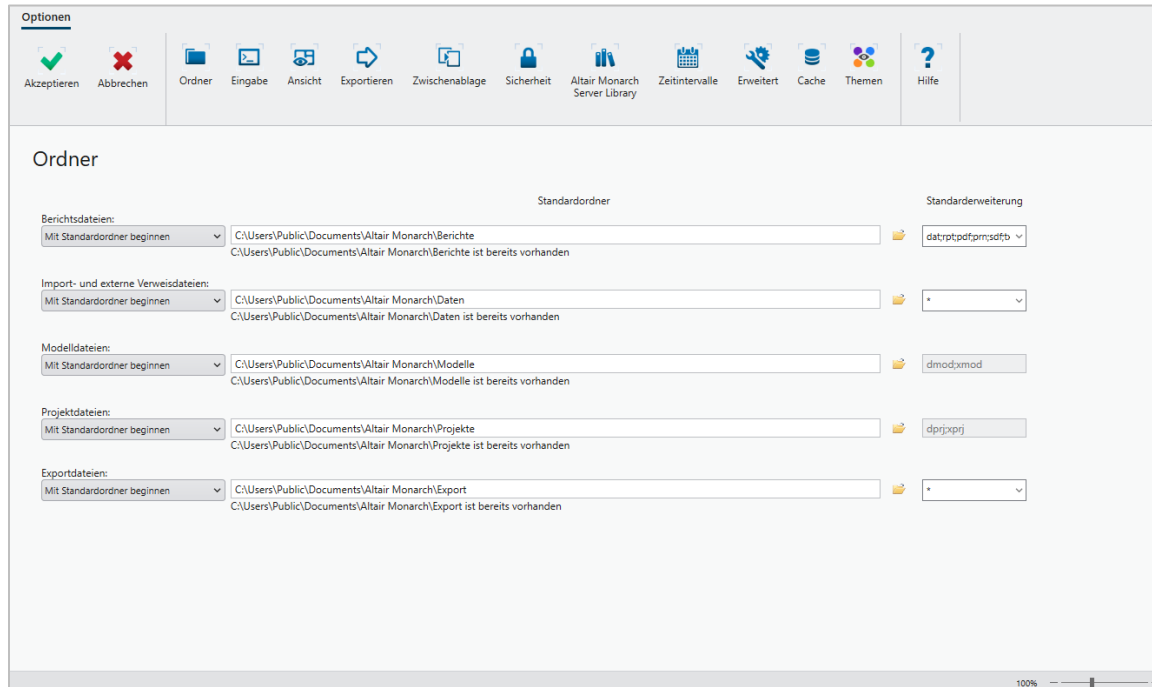 Optionen
Akzeptieren
Abbrechen
Ordner
Eingabe
Ansicht
Exportieren
Zwischenablage
Sicherheit
Altair Monarch
Server Library
Zeitintervalle
Erweitert
Cache
Themen
Hilfe
Ordner
Standardordner
Standarderweiterung
Berichtsdateien:
Mit Standardordner beginnen
C:\Users\Public\Documents\Altair Monarch\Berichte
dat;rpt;pdf;prn;sdf;b
C:\Users\Public\Documents\Altair Monarch\Berichte ist bereits vorhanden
Import- und externe Verweisdateien:
Mit Standardordner beginnen
C:\Users\Public\Documents\Altair Monarch\Daten
*
C:\Users\Public\Documents\Altair Monarch\Daten ist bereits vorhanden
Modelldateien:
Mit Standardordner beginnen
C:\Users\Public\Documents\Altair Monarch\Modelle
dmod;xmod
C:\Users\Public\Documents\Altair Monarch\Modelle ist bereits vorhanden
Projektdateien:
Mit Standardordner beginnen
C:\Users\Public\Documents\Altair Monarch\Projekte
dprj;xprj
C:\Users\Public\Documents\Altair Monarch\Projekte ist bereits vorhanden
Exportdateien:
Mit Standardordner beginnen
C:\Users\Public\Documents\Altair Monarch\Export
*
C:\Users\Public\Documents\Altair Monarch\Export ist bereits vorhanden
100%